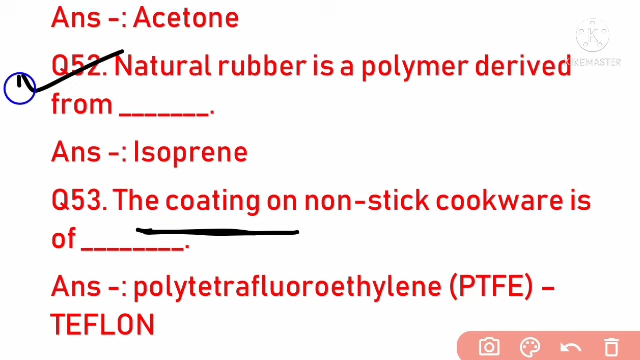 Ans -: Acetone
Q52. Natural rubber is a polymer derived
KINEMASTER
from _______.
Ans -: Isoprene
Q53. The coating on non-stick cookware is
of ________.
Ans -: polytetrafluoroethylene (PTFE) –
TEFLON